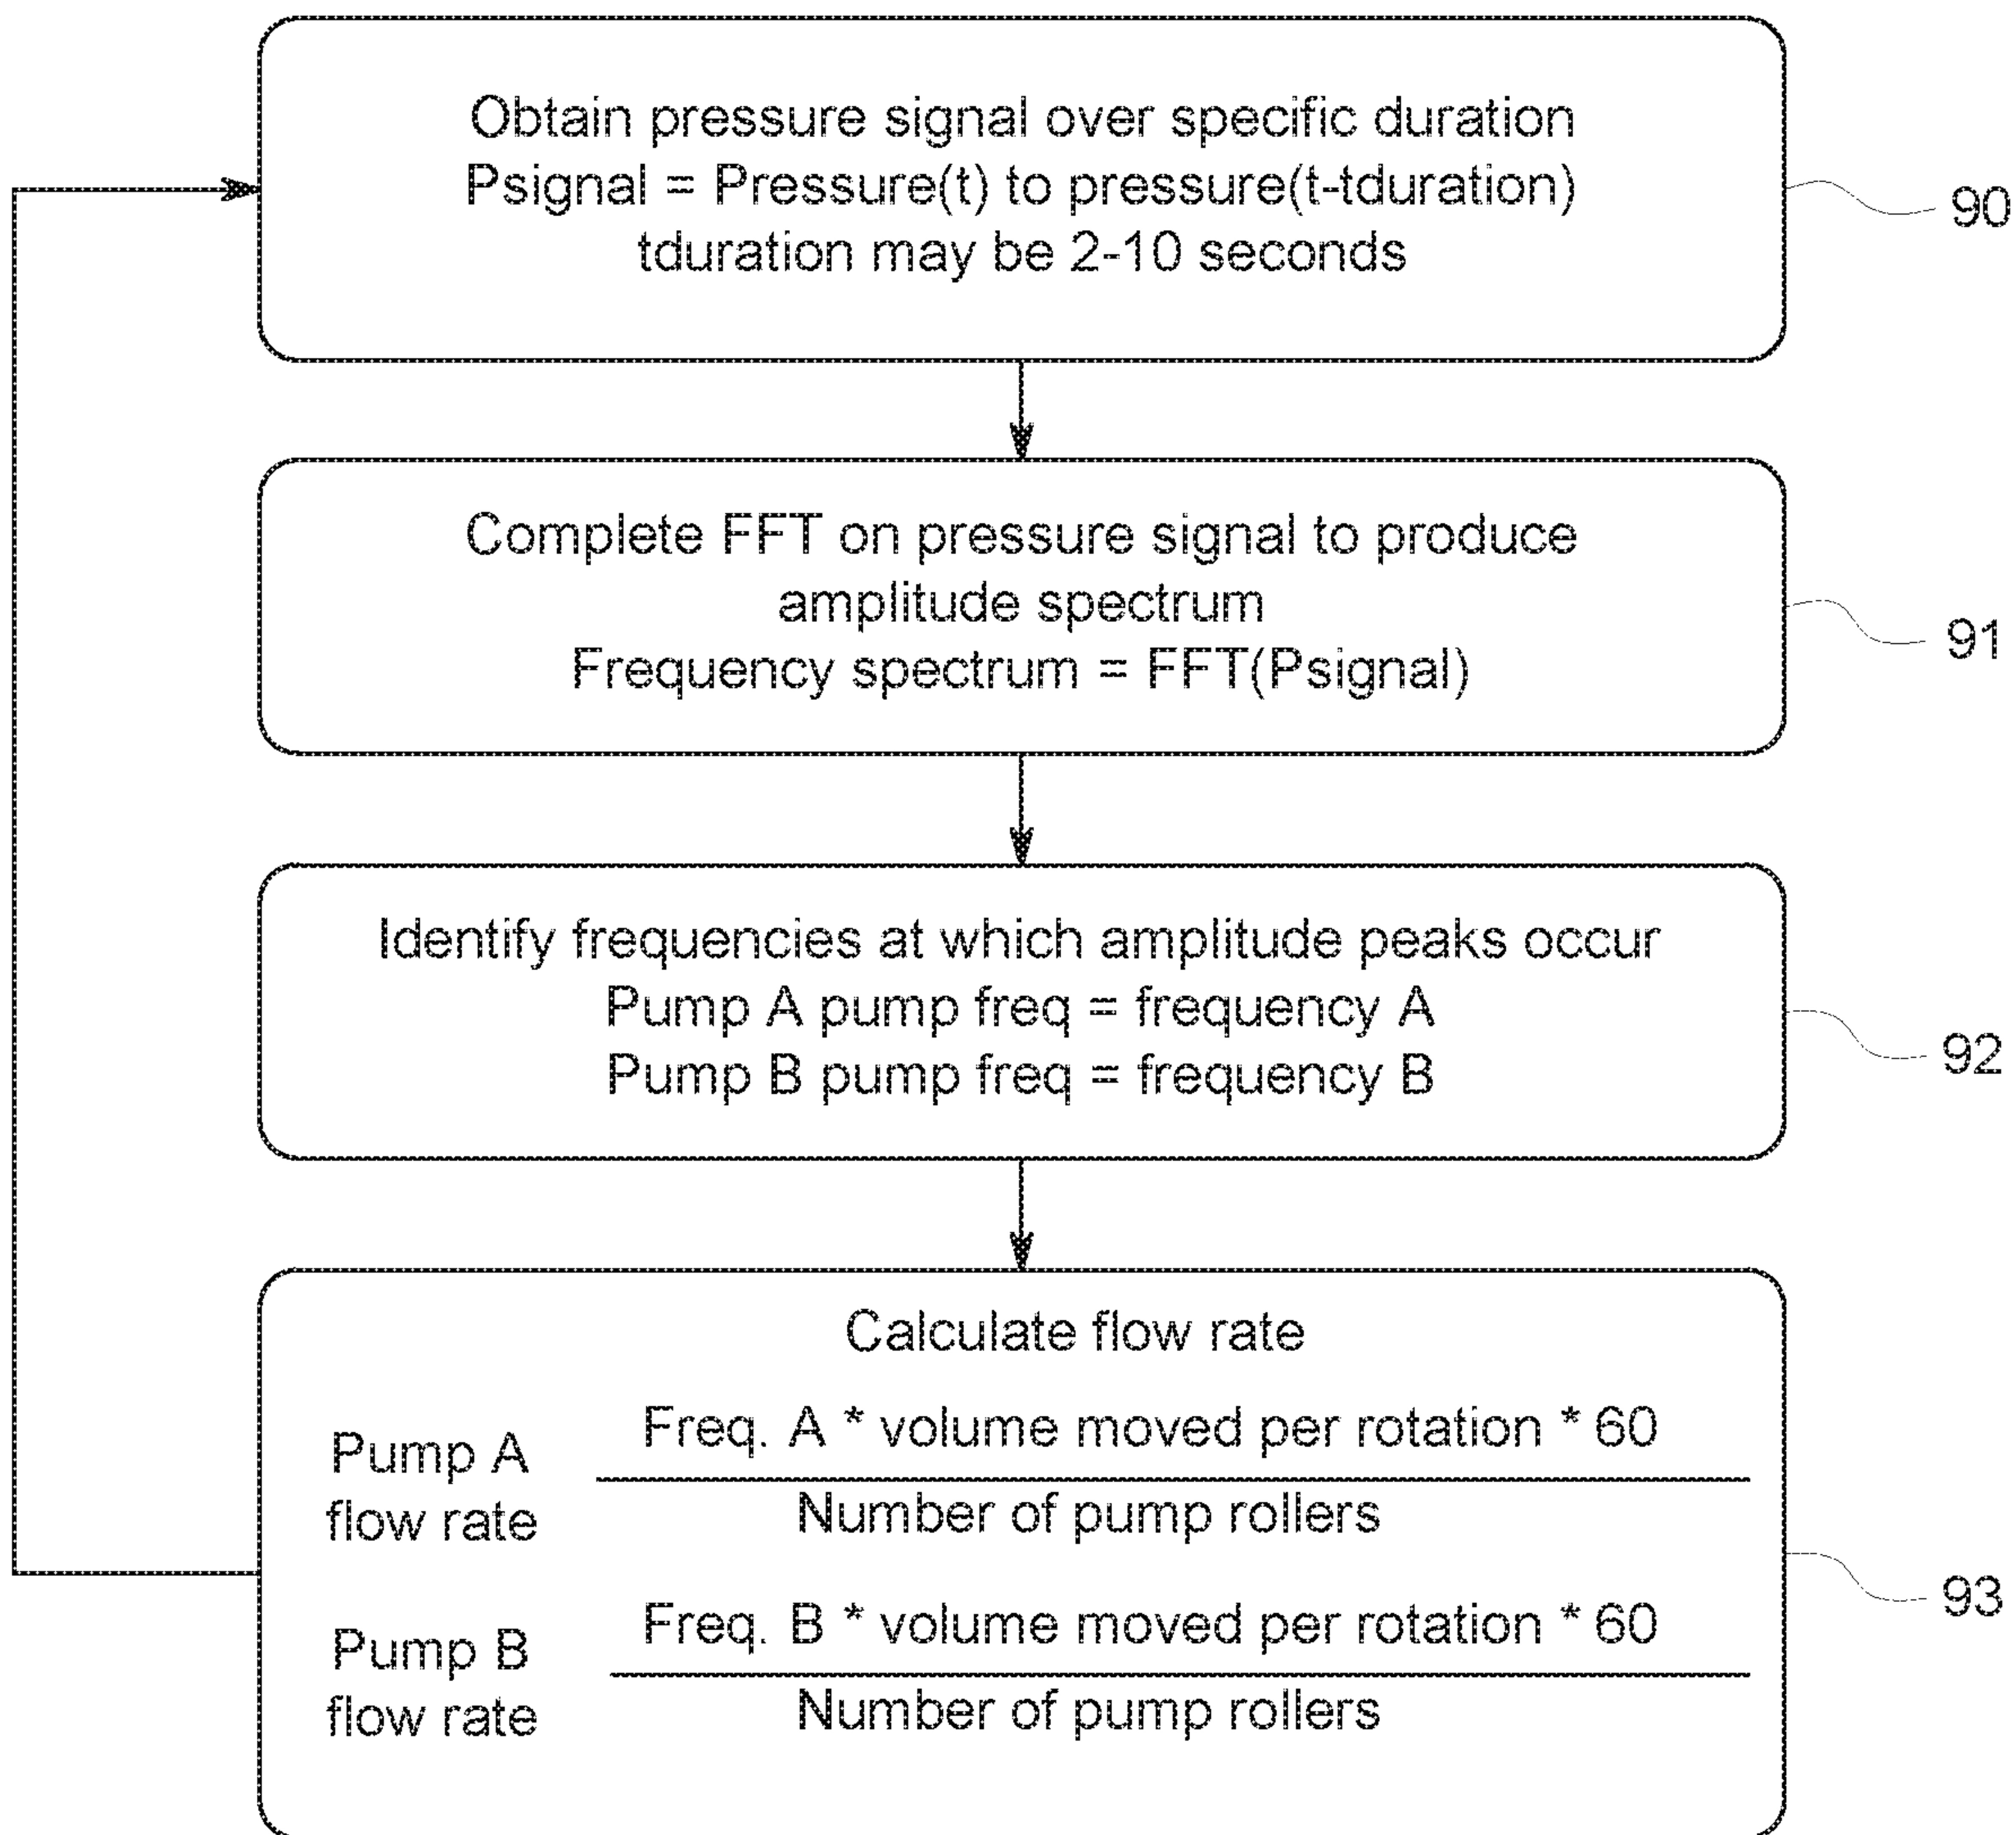 Obtain pressure signal over specific duration
Psignal = Pressure(t) to pressure(t-tduration)
tduration may be 2-10 seconds
90
Complete FFT on pressure signal to produce
amplitude spectrum
Frequency spectrum = FFT(Psignal)
91
Identify frequencies at which amplitude peaks occur
Pump A pump freq = frequency A
Pump B pump freq = frequency B
92
Calculate flow rate
Pump A
flow rate
Freq. A * volume moved per rotation * 60
Number of pump rollers
Pump B
flow rate
Freq. B * volume moved per rotation * 60
Number of pump rollers
93